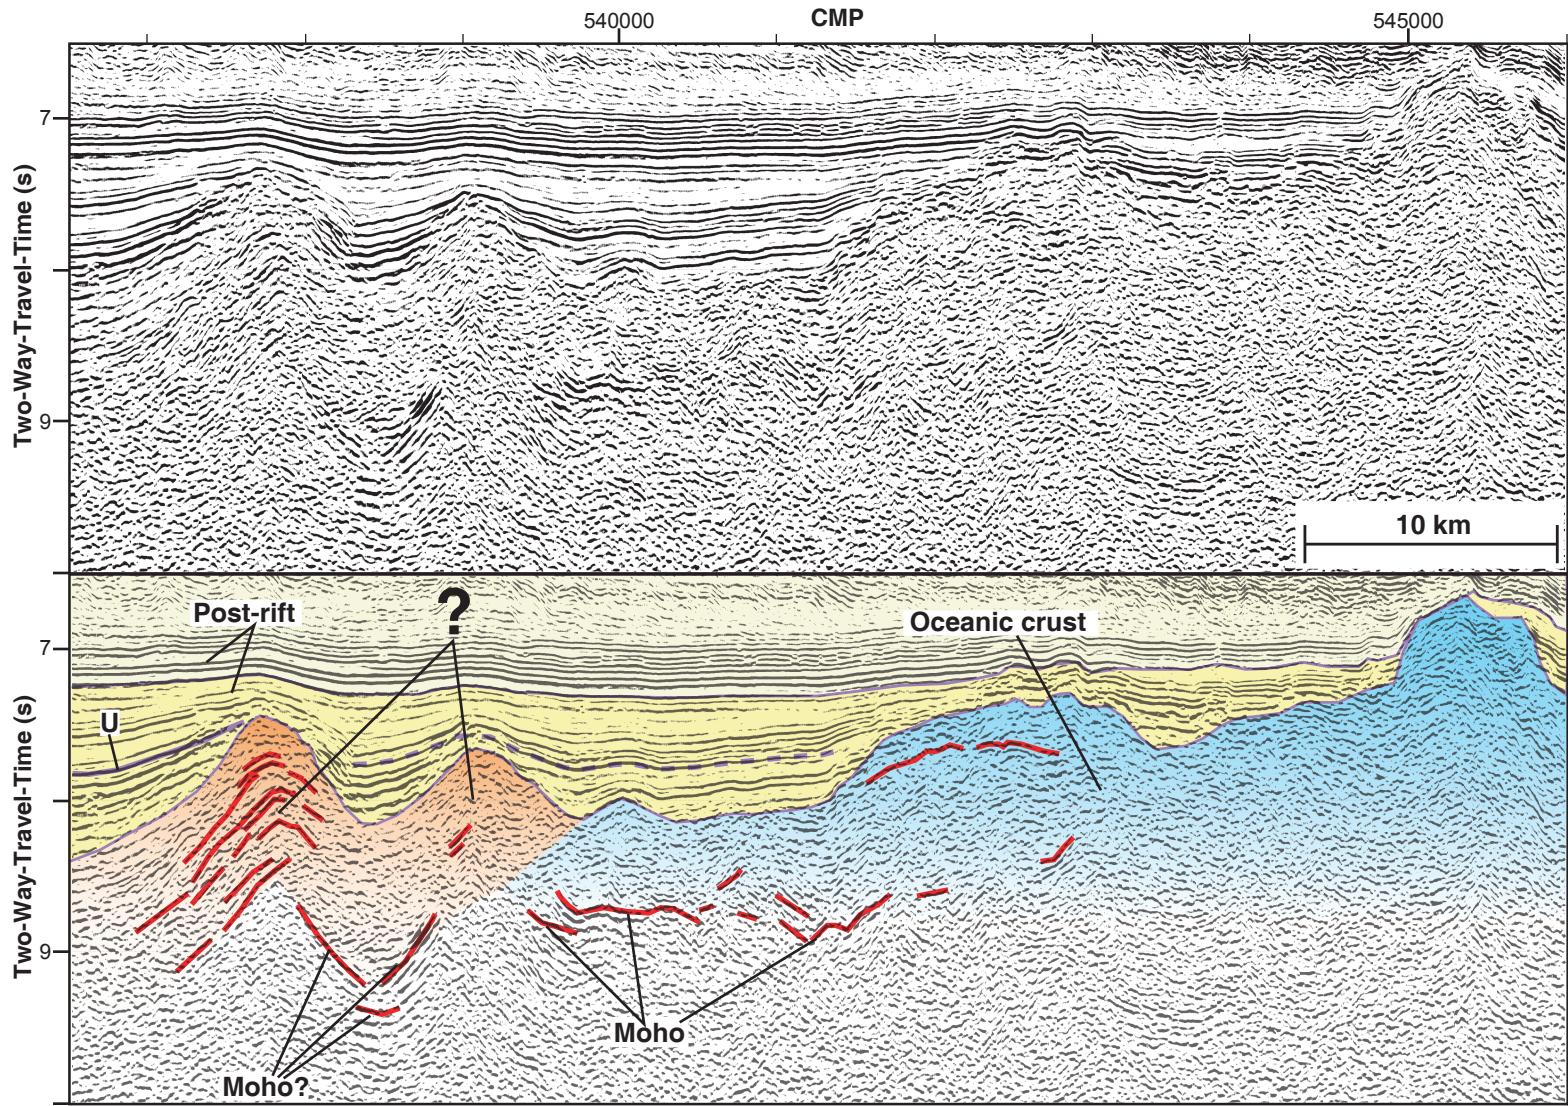 540000 CMP 545000
7
Two-Way-Travel-Time (s)
9
10 km
Post-rift
?
Oceanic crust
7
U
Two-Way-Travel-Time (s)
9
Moho
Moho?